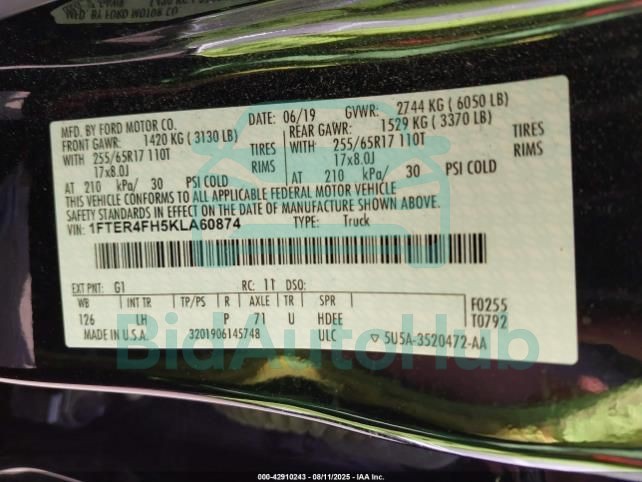 MFD. BY FORD MOTOR CO.
DATE: 06/19 GVWR: 2744 KG ( 6050 LB)
FRONT GAWR: 1420 KG ( 3130 LB)
REAR GAWR: 1529 KG ( 3370 LB)
WITH 255/65R17 110T TIRES
WITH 255/65R17 110T TIRES
17x8.0J RIMS
17x8.0J RIMS
AT 210 kPa/ 30 PSI COLD
AT 210 kPa/ 30 PSI COLD
THIS VEHICLE CONFORMS TO ALL APPLICABLE FEDERAL MOTOR VEHICLE
SAFETY STANDARDS IN EFFECT ON THE DATE OF MANUFACTURE SHOWN ABOVE.
VIN: 1FTER4FH5KLA60874 TYPE: Truck
EXT PNT: G1 RC: 11 DSO:
WB INT TR TP/PS R AXLE TR SPR F0255
126 LH P 71 U HDEE T0792
MADE IN U.S.A. 3201906145748 ULC ▽ 5U5A-3520472-AA
BidAutoHub
000-42910243 - 08/11/2025 - IAA Inc.